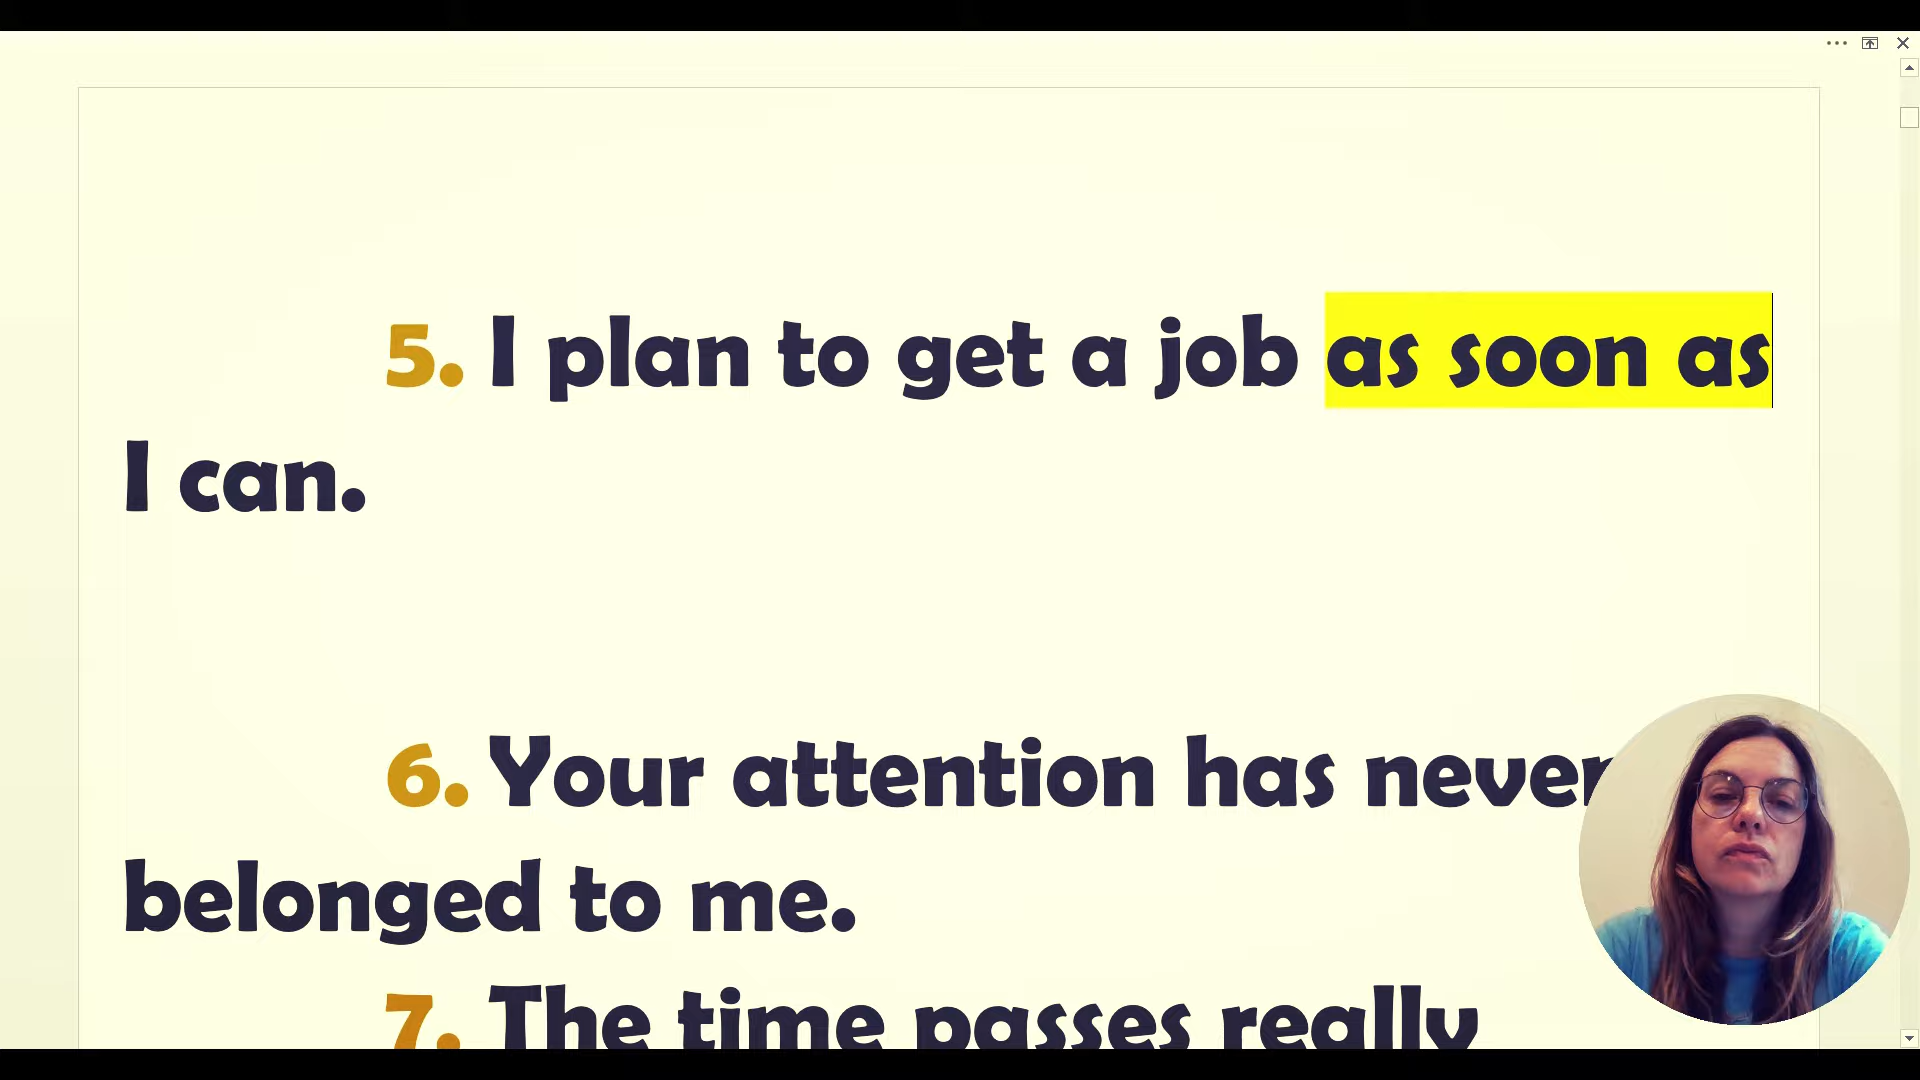 5. I plan to get a job as soon as
I can.
6. Your attention has never
belonged to me.
7. The time passes really